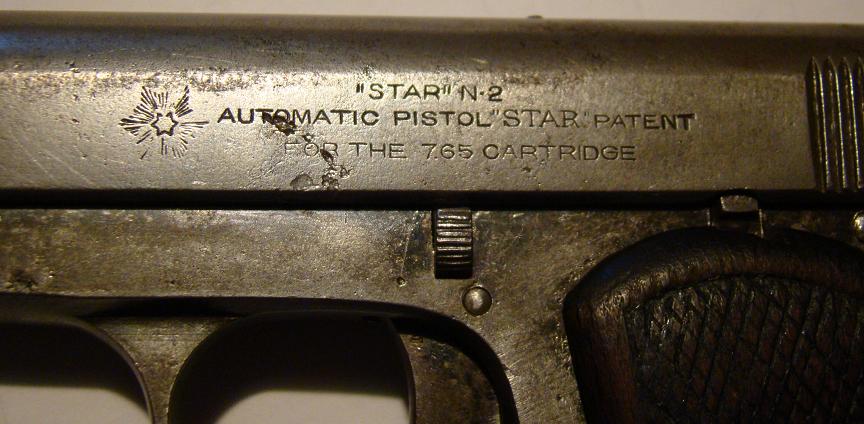 "STAR" N-2
AUTOMATIC PISTOL "STAR" PATENT
FOR THE 7.65 CARTRIDGE